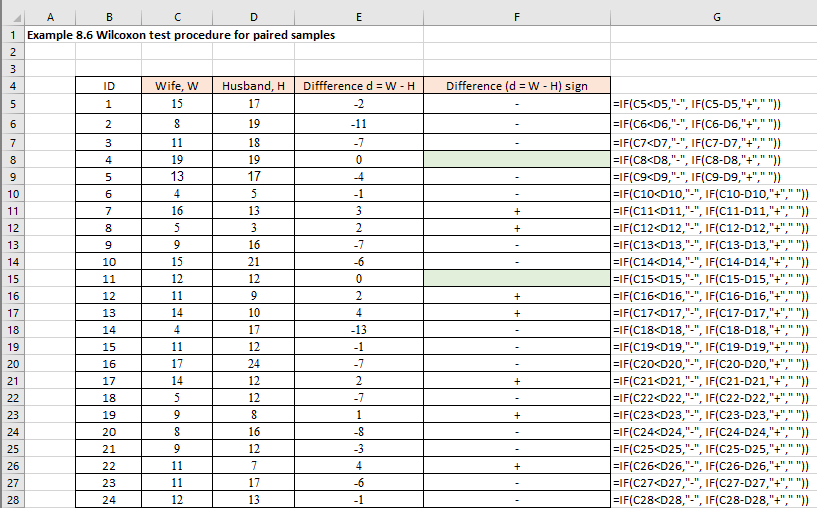 A B C D E F G
1 Example 8.6 Wilcoxon test procedure for paired samples
2
3
4 ID Wife, W Husband, H Diffference d = W - H Difference (d = W - H) sign
5 1 15 17 -2 - =IF(C5<D5,"-", IF(C5-D5,"+"," "))
6 2 8 19 -11 - =IF(C6<D6,"-", IF(C6-D6,"+"," "))
7 3 11 18 -7 - =IF(C7<D7,"-", IF(C7-D7,"+"," "))
8 4 19 19 0 =IF(C8<D8,"-", IF(C8-D8,"+"," "))
9 5 13 17 -4 - =IF(C9<D9,"-", IF(C9-D9,"+"," "))
10 6 4 5 -1 - =IF(C10<D10,"-", IF(C10-D10,"+"," "))
11 7 16 13 3 + =IF(C11<D11,"-", IF(C11-D11,"+"," "))
12 8 5 3 2 + =IF(C12<D12,"-", IF(C12-D12,"+"," "))
13 9 9 16 -7 - =IF(C13<D13,"-", IF(C13-D13,"+"," "))
14 10 15 21 -6 - =IF(C14<D14,"-", IF(C14-D14,"+"," "))
15 11 12 12 0 =IF(C15<D15,"-", IF(C15-D15,"+"," "))
16 12 11 9 2 + =IF(C16<D16,"-", IF(C16-D16,"+"," "))
17 13 14 10 4 + =IF(C17<D17,"-", IF(C17-D17,"+"," "))
18 14 4 17 -13 - =IF(C18<D18,"-", IF(C18-D18,"+"," "))
19 15 11 12 -1 - =IF(C19<D19,"-", IF(C19-D19,"+"," "))
20 16 17 24 -7 - =IF(C20<D20,"-", IF(C20-D20,"+"," "))
21 17 14 12 2 + =IF(C21<D21,"-", IF(C21-D21,"+"," "))
22 18 5 12 -7 - =IF(C22<D22,"-", IF(C22-D22,"+"," "))
23 19 9 8 1 + =IF(C23<D23,"-", IF(C23-D23,"+"," "))
24 20 8 16 -8 - =IF(C24<D24,"-", IF(C24-D24,"+"," "))
25 21 9 12 -3 - =IF(C25<D25,"-", IF(C25-D25,"+"," "))
26 22 11 7 4 + =IF(C26<D26,"-", IF(C26-D26,"+"," "))
27 23 11 17 -6 - =IF(C27<D27,"-", IF(C27-D27,"+"," "))
28 24 12 13 -1 - =IF(C28<D28,"-", IF(C28-D28,"+"," "))